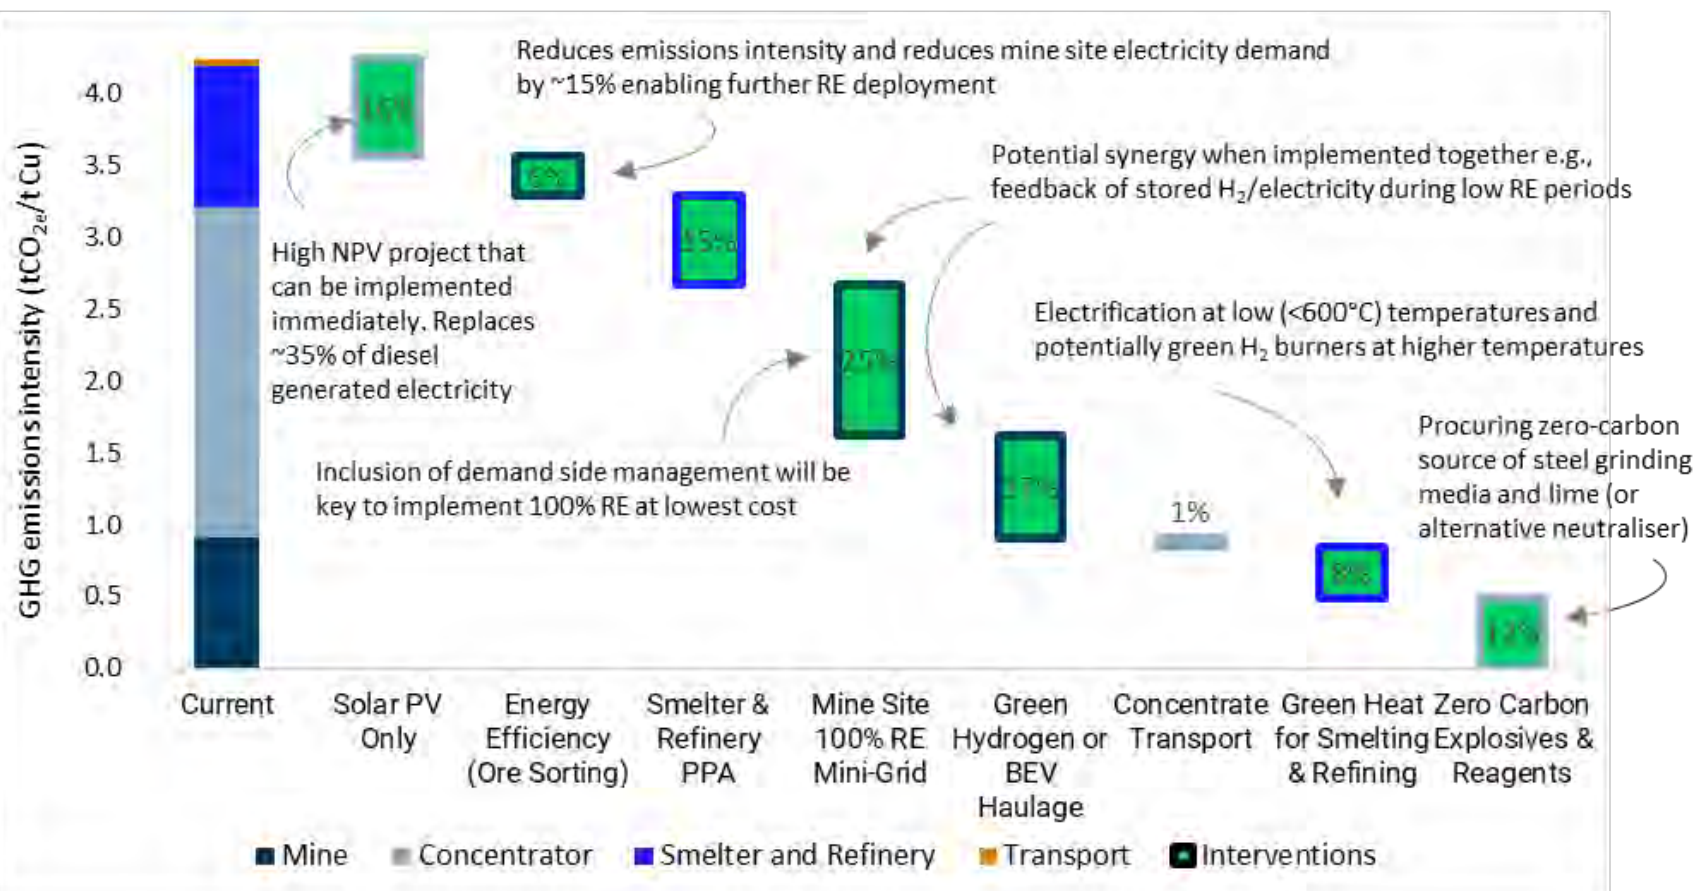 Reduces emissions intensity and reduces mine site electricity demand
by ~15% enabling further RE deployment
Potential synergy when implemented together e.g.,
feedback of stored H₂/electricity during low RE periods
High NPV project that
can be implemented
immediately. Replaces
~35% of diesel
generated electricity
Electrification at low (<600°C) temperatures and
potentially green H₂ burners at higher temperatures
Inclusion of demand side management will be
key to implement 100% RE at lowest cost
Procuring zero-carbon
source of steel grinding
media and lime (or
alternative neutraliser)
GHG emissions intensity (tCO₂e/t Cu)
4.0
3.5
3.0
2.5
2.0
1.5
1.0
0.5
0.0
15%
25%
17%
1%
8%
12%
Current
Solar PV
Only
Energy
Efficiency
(Ore Sorting)
Smelter &
Refinery
PPA
Mine Site
100% RE
Mini-Grid
Green
Hydrogen or
BEV
Haulage
Concentrate
Transport
Green Heat
for Smelting
& Refining
Zero Carbon
Explosives &
Reagents
Mine
Concentrator
Smelter and Refinery
Transport
Interventions